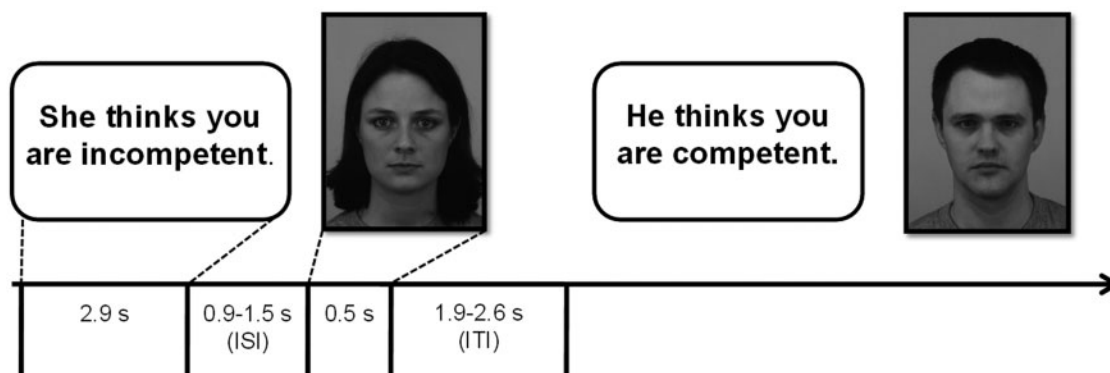 She thinks you
are incompetent.
He thinks you
are competent.
2.9 s
0.9-1.5 s
(ISI)
0.5 s
1.9-2.6 s
(ITI)